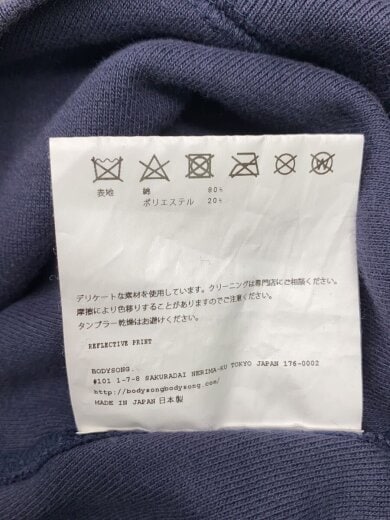 表地 綿 80%
ポリエステル 20%
デリケートな素材を使用しています。クリーニングは専門店にご相談ください。
摩擦により色移りすることがありますのでご注意ください。
タンブラー乾燥はお避けください。
REFLECTIVE PRINT
BODYSONG.
#101 1-7-8 SAKURADAI NERIMA-KU TOKYO JAPAN 176-0002
http://bodysongbodysong.com/
MADE IN JAPAN 日本製